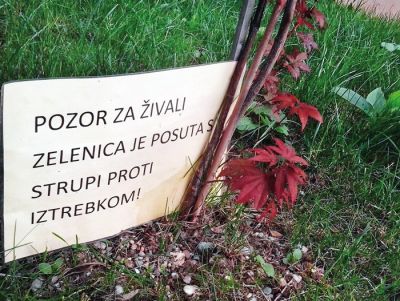 POZOR ZA ŽIVALI
ZELENICA JE POSUTA S
STRUPI PROTI
IZTREBKOM!